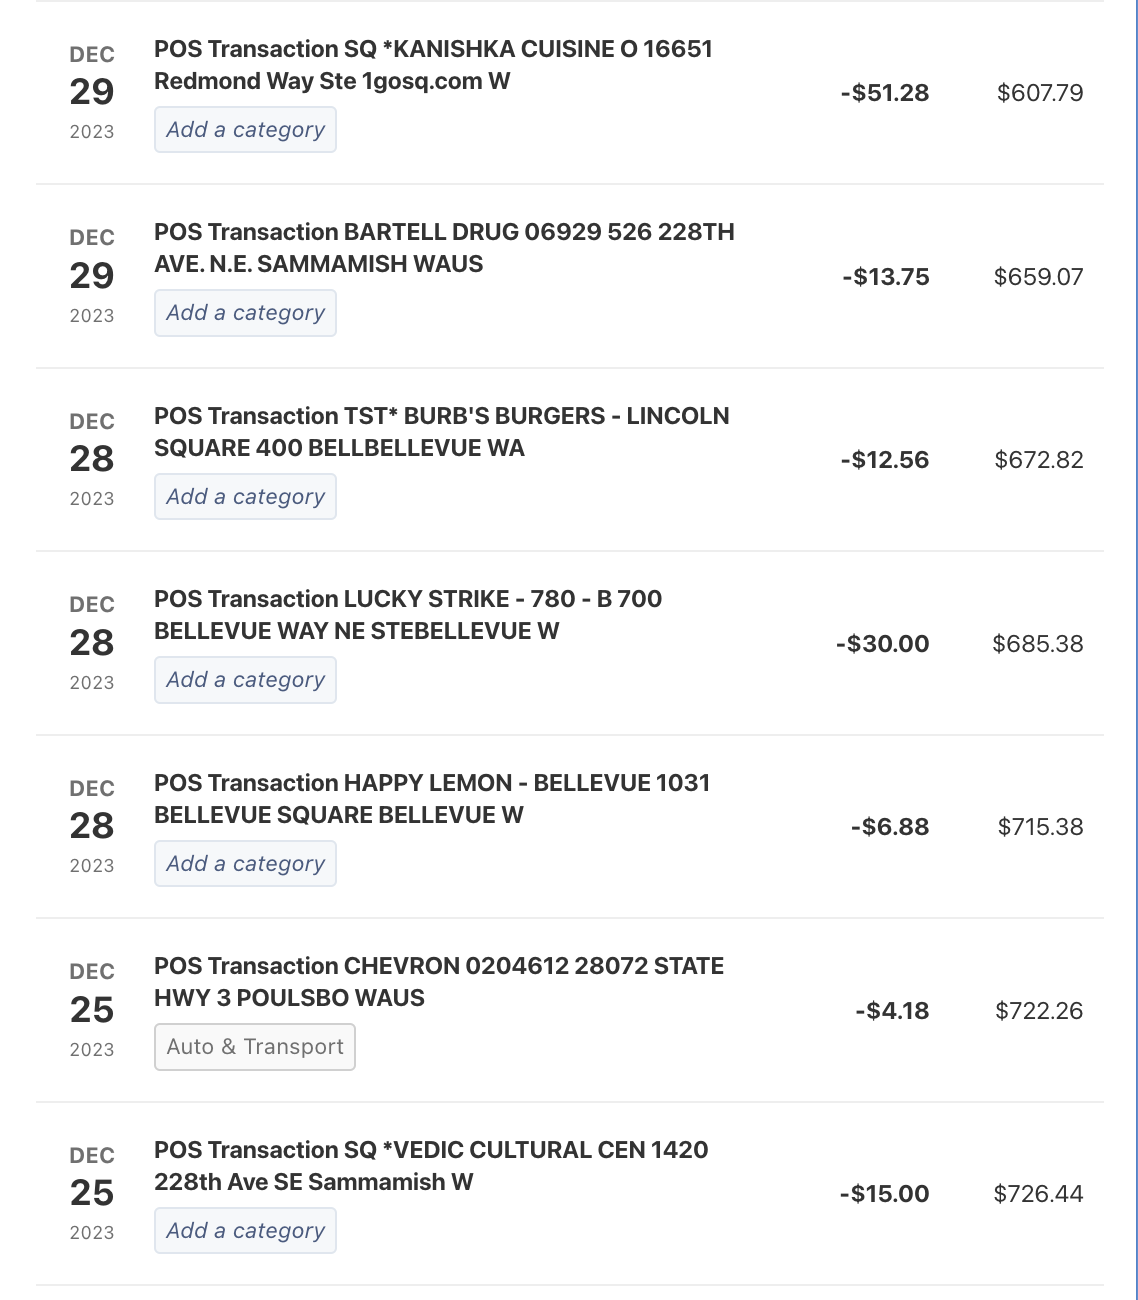 DEC
29
2023
POS Transaction SQ *KANISHKA CUISINE O 16651
Redmond Way Ste 1gosq.com W
Add a category
-$51.28
$607.79
DEC
29
2023
POS Transaction BARTELL DRUG 06929 526 228TH
AVE. N.E. SAMMAMISH WAUS
Add a category
-$13.75
$659.07
DEC
28
2023
POS Transaction TST* BURB'S BURGERS - LINCOLN
SQUARE 400 BELLBELLEVUE WA
Add a category
-$12.56
$672.82
DEC
28
2023
POS Transaction LUCKY STRIKE - 780 - B 700
BELLEVUE WAY NE STEBELLEVUE W
Add a category
-$30.00
$685.38
DEC
28
2023
POS Transaction HAPPY LEMON - BELLEVUE 1031
BELLEVUE SQUARE BELLEVUE W
Add a category
-$6.88
$715.38
DEC
25
2023
POS Transaction CHEVRON 0204612 28072 STATE
HWY 3 POULSBO WAUS
Auto & Transport
-$4.18
$722.26
DEC
25
2023
POS Transaction SQ *VEDIC CULTURAL CEN 1420
228th Ave SE Sammamish W
Add a category
-$15.00
$726.44